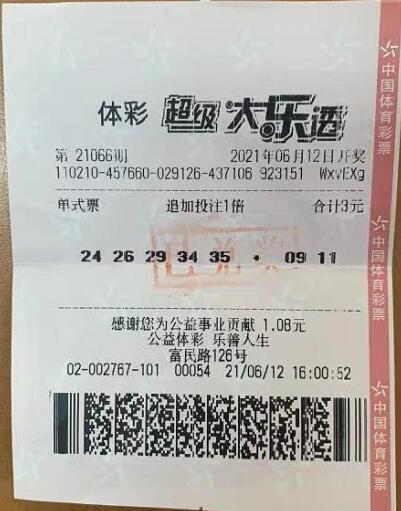 体彩 超级大乐透
第 21066期 2021年06月12日开奖
110210-457660-029126-437106 923151 WxvEXg
单式票 追加投注1倍 合计3元
24 26 29 34 35 + 09 11
感谢您为公益事业贡献 1.08元
公益体彩 乐善人生
富民路126号
02-002767-101 00054 21/06/12 16:00:52
中国体育彩票
中国体育彩票
中国体育彩票